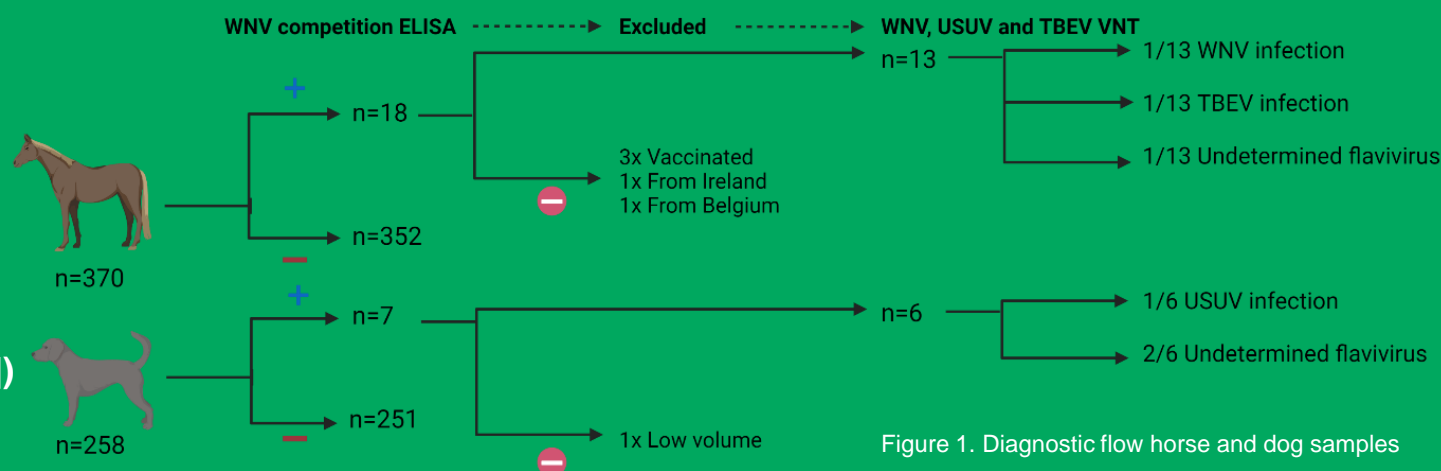 WNV competition ELISA
Excluded
WNV, USUV and TBEV VNT
n=370
+
n=18
−
n=352
3x Vaccinated
1x From Ireland
1x From Belgium
n=13
1/13 WNV infection
1/13 TBEV infection
1/13 Undetermined flavivirus
)
n=258
+
n=7
−
n=251
1x Low volume
n=6
1/6 USUV infection
2/6 Undetermined flavivirus
Figure 1. Diagnostic flow horse and dog samples